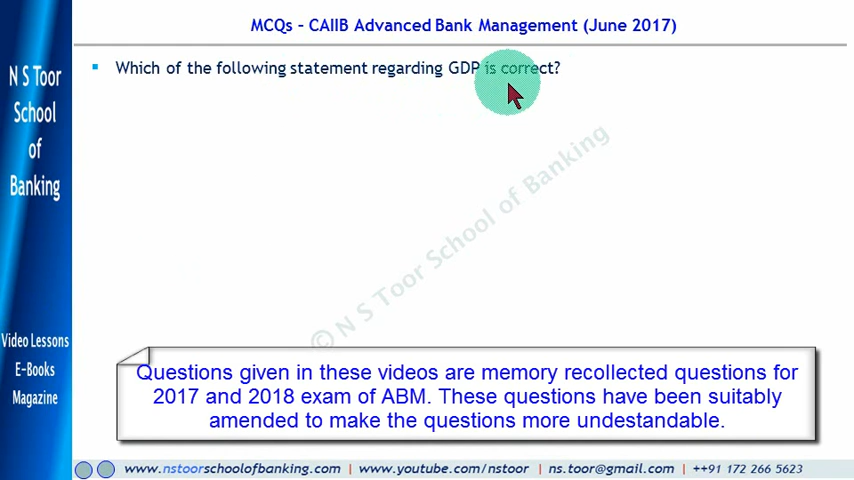 MCQs – CAIIB Advanced Bank Management (June 2017)
N S Toor
School
of
Banking
Video Lessons
E-Books
Magazine
▪ Which of the following statement regarding GDP is correct?
© N S Toor School of Banking
Questions given in these videos are memory recollected questions for
2017 and 2018 exam of ABM. These questions have been suitably
amended to make the questions more undestandable.
www.nstoorschoolofbanking.com | www.youtube.com/nstoor | ns.toor@gmail.com | ++91 172 266 5623